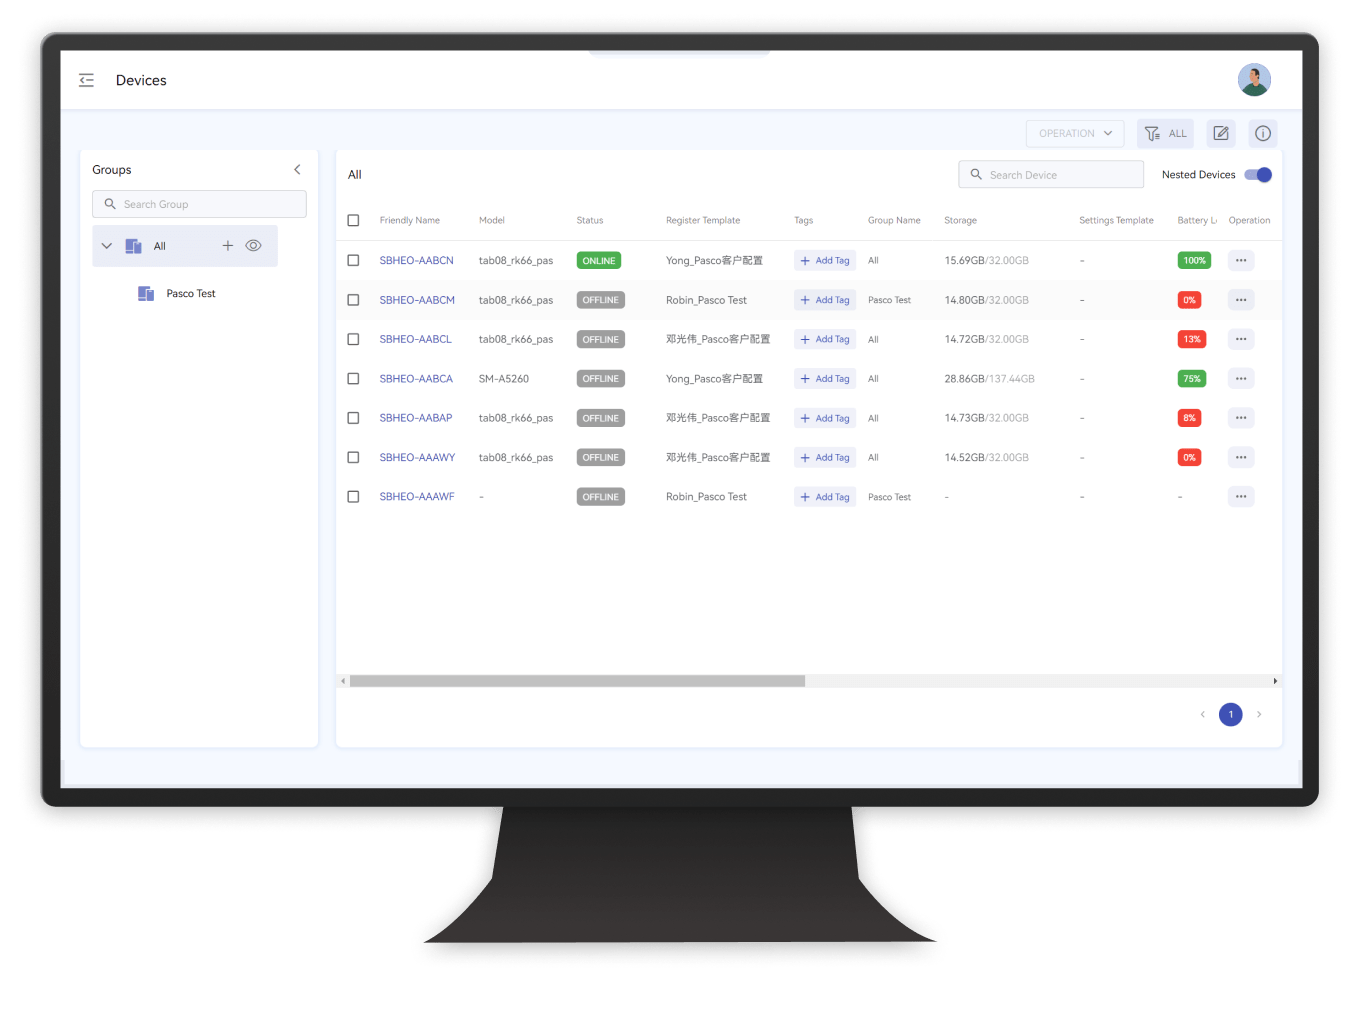 Devices
OPERATION
ALL
Groups
Search Group
All
Pasco Test
All
Search Device
Nested Devices
Friendly Name Model Status Register Template Tags Group Name Storage Settings Template Battery Le Operation
SBHEO-AABCN tab08_rk66_pas ONLINE Yong_Pasco客户配置 + Add Tag All 15.69GB/32.00GB - 100% ...
SBHEO-AABCM tab08_rk66_pas OFFLINE Robin_Pasco Test + Add Tag Pasco Test 14.80GB/32.00GB - 0% ...
SBHEO-AABCL tab08_rk66_pas OFFLINE 邓光伟_Pasco客户配置 + Add Tag All 14.72GB/32.00GB - 13% ...
SBHEO-AABCA SM-A5260 OFFLINE Yong_Pasco客户配置 + Add Tag All 28.86GB/137.44GB - 75% ...
SBHEO-AABAP tab08_rk66_pas OFFLINE 邓光伟_Pasco客户配置 + Add Tag All 14.73GB/32.00GB - 8% ...
SBHEO-AAAWY tab08_rk66_pas OFFLINE 邓光伟_Pasco客户配置 + Add Tag All 14.52GB/32.00GB - 0% ...
SBHEO-AAAWF - OFFLINE Robin_Pasco Test + Add Tag Pasco Test - - - ...
1